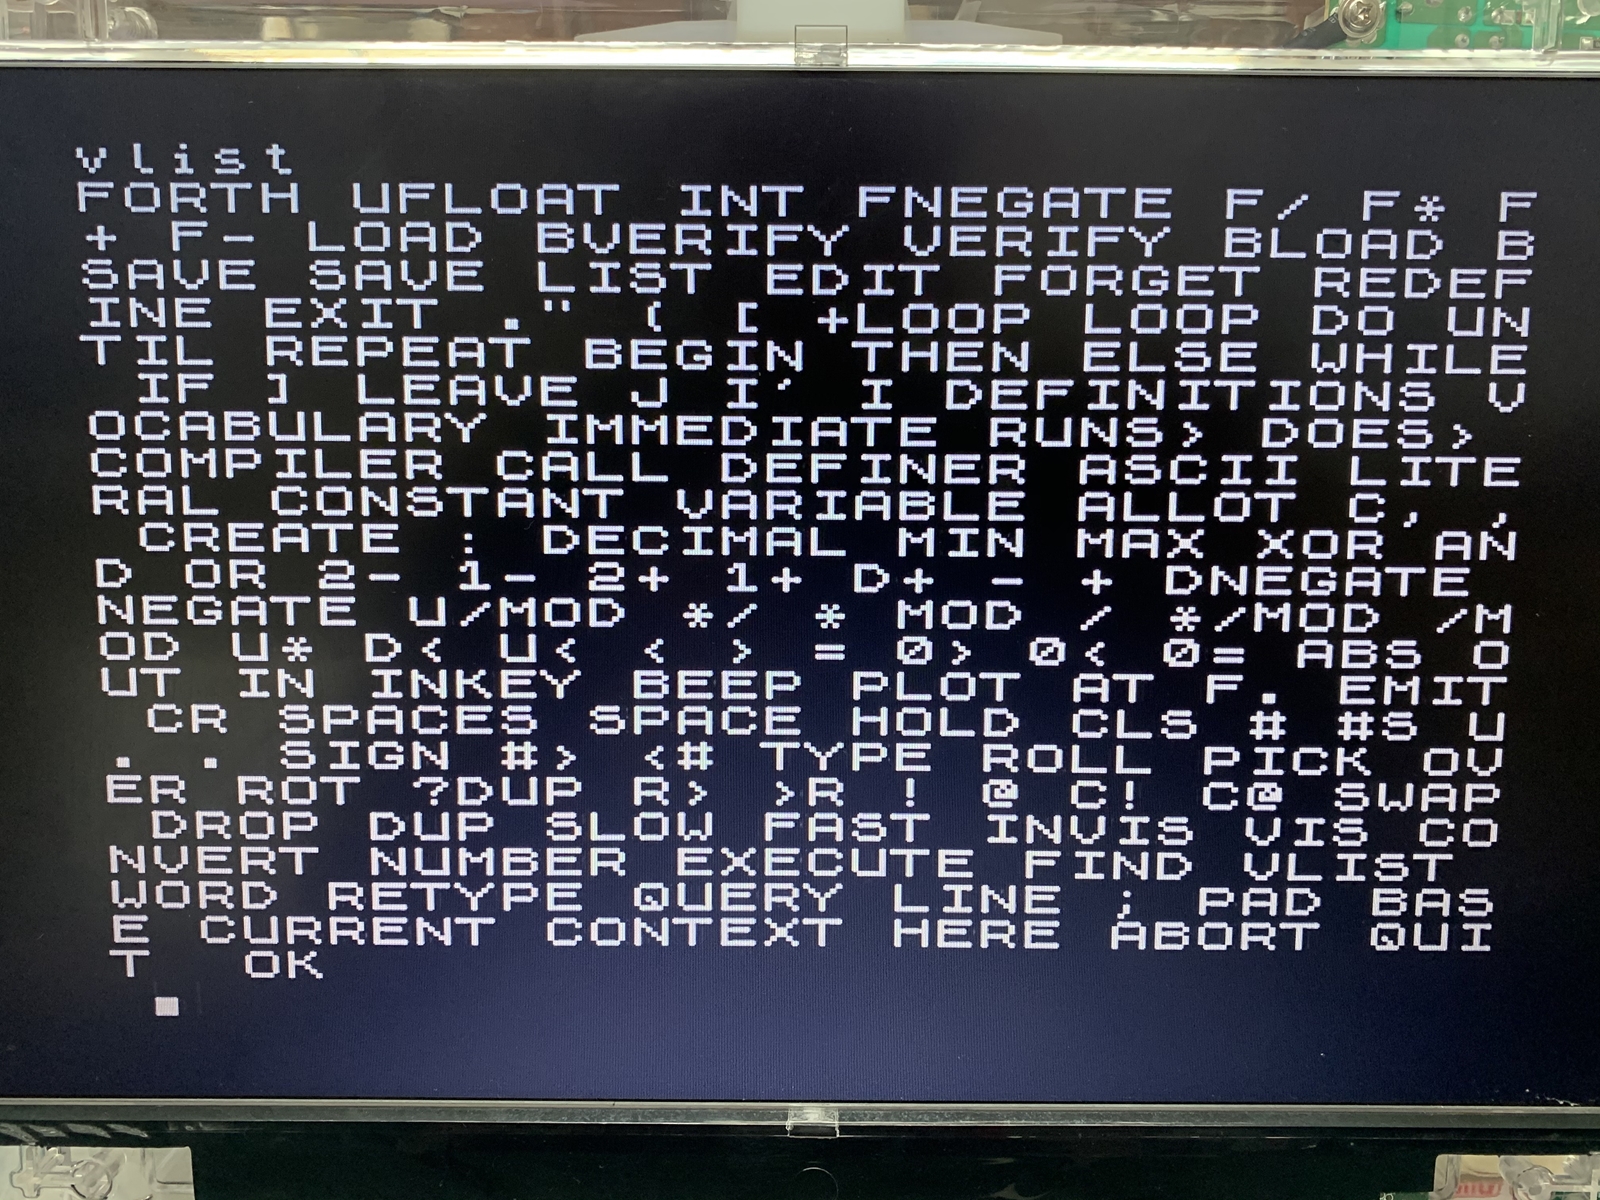 vlist
FORTH UFLOAT INT FNEGATE F/ F* F
+ F- LOAD BVERIFY VERIFY BLOAD B
SAVE SAVE LIST EDIT FORGET REDEF
INE EXIT ." ( [ +LOOP LOOP DO UN
TIL REPEAT BEGIN THEN ELSE WHILE
IF ] LEAVE J I' I DEFINITIONS V
OCABULARY IMMEDIATE RUNS> DOES>
COMPILER CALL DEFINER ASCII LITE
RAL CONSTANT VARIABLE ALLOT C, ,
CREATE : DECIMAL MIN MAX XOR AN
D OR 2- 1- 2+ 1+ D+ - + DNEGATE
NEGATE U/MOD */ * MOD / */MOD /M
OD U* D< U< < > = 0> 0< 0= ABS O
UT IN INKEY BEEP PLOT AT F. EMIT
CR SPACES SPACE HOLD CLS # #S U
. . SIGN #> <# TYPE ROLL PICK OV
ER ROT ?DUP R> >R ! @ C! C@ SWAP
DROP DUP SLOW FAST INVIS VIS CO
NVERT NUMBER EXECUTE FIND VLIST
WORD RETYPE QUERY LINE ; PAD BAS
E CURRENT CONTEXT HERE ABORT QUI
T OK